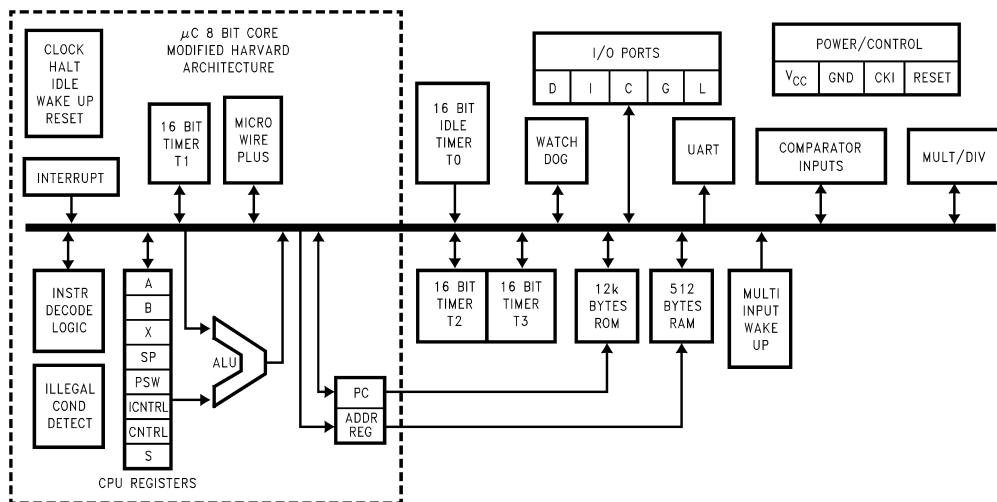 µC 8 BIT CORE
MODIFIED HARVARD
ARCHITECTURE
CLOCK
HALT
IDLE
WAKE UP
RESET
INTERRUPT
16 BIT
TIMER
T1
MICRO
WIRE
PLUS
16 BIT
IDLE
TIMER
T0
I/O PORTS
D I C G L
WATCH
DOG
UART
POWER/CONTROL
VCC GND CKI RESET
COMPARATOR
INPUTS
MULT/DIV
INSTR
DECODE
LOGIC
ILLEGAL
COND
DETECT
A
B
X
SP
PSW
ICNTRL
CNTRL
S
CPU REGISTERS
ALU
PC
ADDR
REG
16 BIT
TIMER
T2
16 BIT
TIMER
T3
12k
BYTES
ROM
512
BYTES
RAM
MULTI
INPUT
WAKE
UP